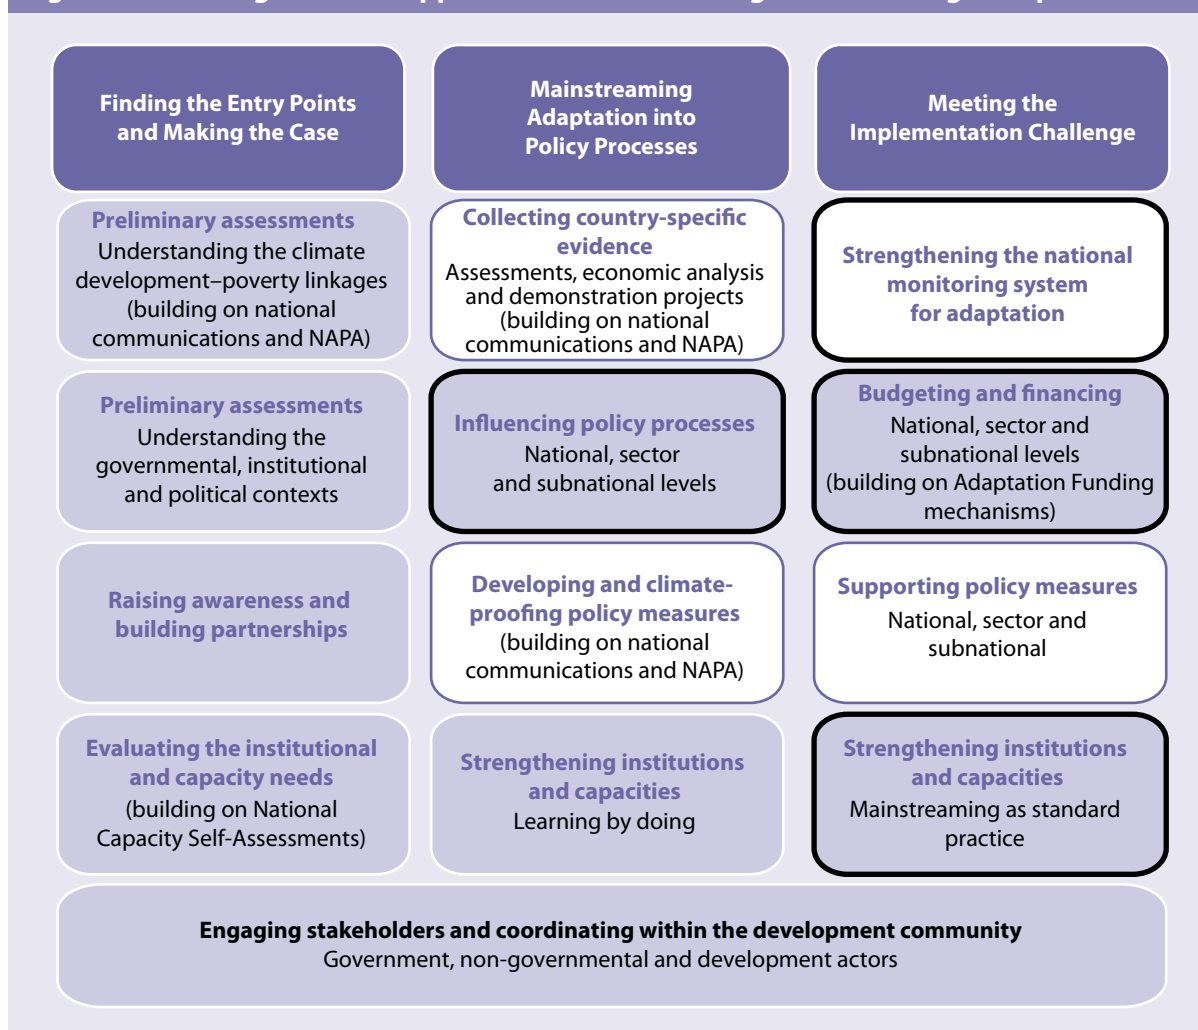 Finding the Entry Points
and Making the Case
Mainstreaming
Adaptation into
Policy Processes
Meeting the
Implementation Challenge
Preliminary assessments
Understanding the climate
development–poverty linkages
(building on national
communications and NAPA)
Collecting country-specific
evidence
Assessments, economic analysis
and demonstration projects
(building on national
communications and NAPA)
Strengthening the national
monitoring system
for adaptation
Preliminary assessments
Understanding the
governmental, institutional
and political contexts
Influencing policy processes
National, sector
and subnational levels
Budgeting and financing
National, sector and
subnational levels
(building on Adaptation Funding
mechanisms)
Raising awareness and
building partnerships
Developing and climate-
proofing policy measures
(building on national
communications and NAPA)
Supporting policy measures
National, sector and
subnational
Evaluating the institutional
and capacity needs
(building on National
Capacity Self-Assessments)
Strengthening institutions
and capacities
Learning by doing
Strengthening institutions
and capacities
Mainstreaming as standard
practice
Engaging stakeholders and coordinating within the development community
Government, non-governmental and development actors